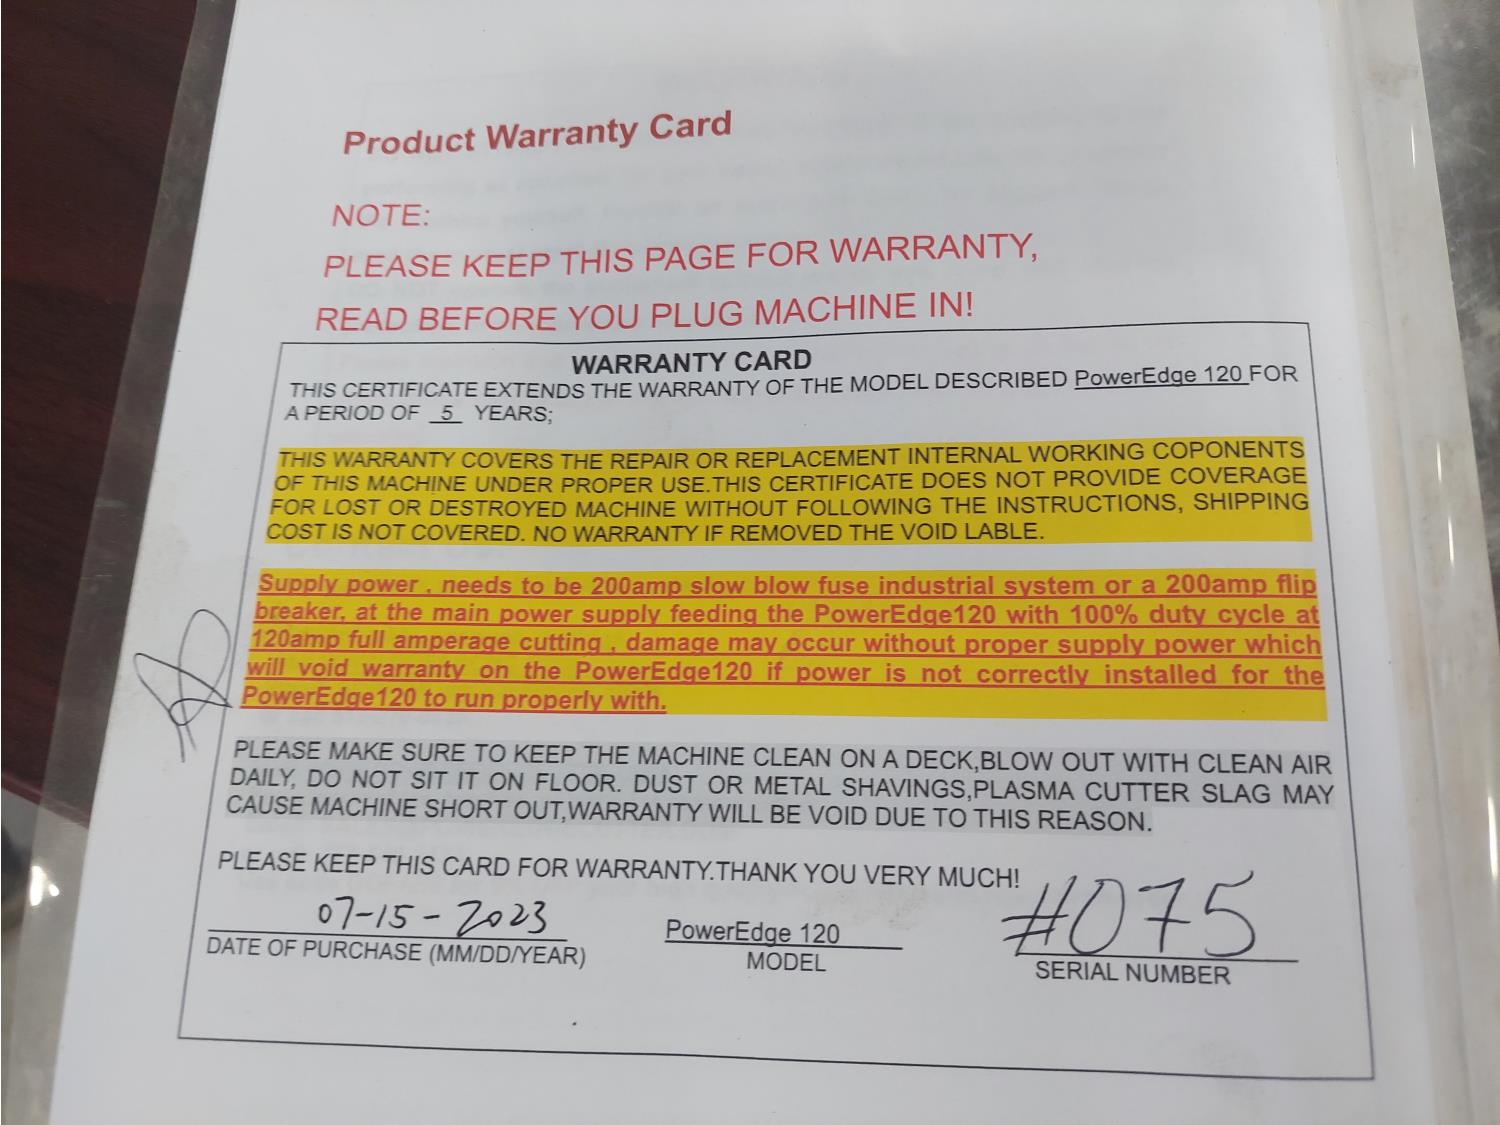 Product Warranty Card
NOTE:
PLEASE KEEP THIS PAGE FOR WARRANTY,
READ BEFORE YOU PLUG MACHINE IN!
WARRANTY CARD
THIS CERTIFICATE EXTENDS THE WARRANTY OF THE MODEL DESCRIBED PowerEdge 120 FOR
A PERIOD OF 5 YEARS;
THIS WARRANTY COVERS THE REPAIR OR REPLACEMENT INTERNAL WORKING COPONENTS
OF THIS MACHINE UNDER PROPER USE.THIS CERTIFICATE DOES NOT PROVIDE COVERAGE
FOR LOST OR DESTROYED MACHINE WITHOUT FOLLOWING THE INSTRUCTIONS, SHIPPING
COST IS NOT COVERED. NO WARRANTY IF REMOVED THE VOID LABLE.
Supply power , needs to be 200amp slow blow fuse industrial system or a 200amp flip
breaker, at the main power supply feeding the PowerEdge120 with 100% duty cycle at
120amp full amperage cutting , damage may occur without proper supply power which
will void warranty on the PowerEdge120 if power is not correctly installed for the
PowerEdge120 to run properly with.
PLEASE MAKE SURE TO KEEP THE MACHINE CLEAN ON A DECK,BLOW OUT WITH CLEAN AIR
DAILY, DO NOT SIT IT ON FLOOR. DUST OR METAL SHAVINGS,PLASMA CUTTER SLAG MAY
CAUSE MACHINE SHORT OUT,WARRANTY WILL BE VOID DUE TO THIS REASON.
PLEASE KEEP THIS CARD FOR WARRANTY.THANK YOU VERY MUCH!
07-15-2023 PowerEdge 120 #075
DATE OF PURCHASE (MM/DD/YEAR) MODEL SERIAL NUMBER